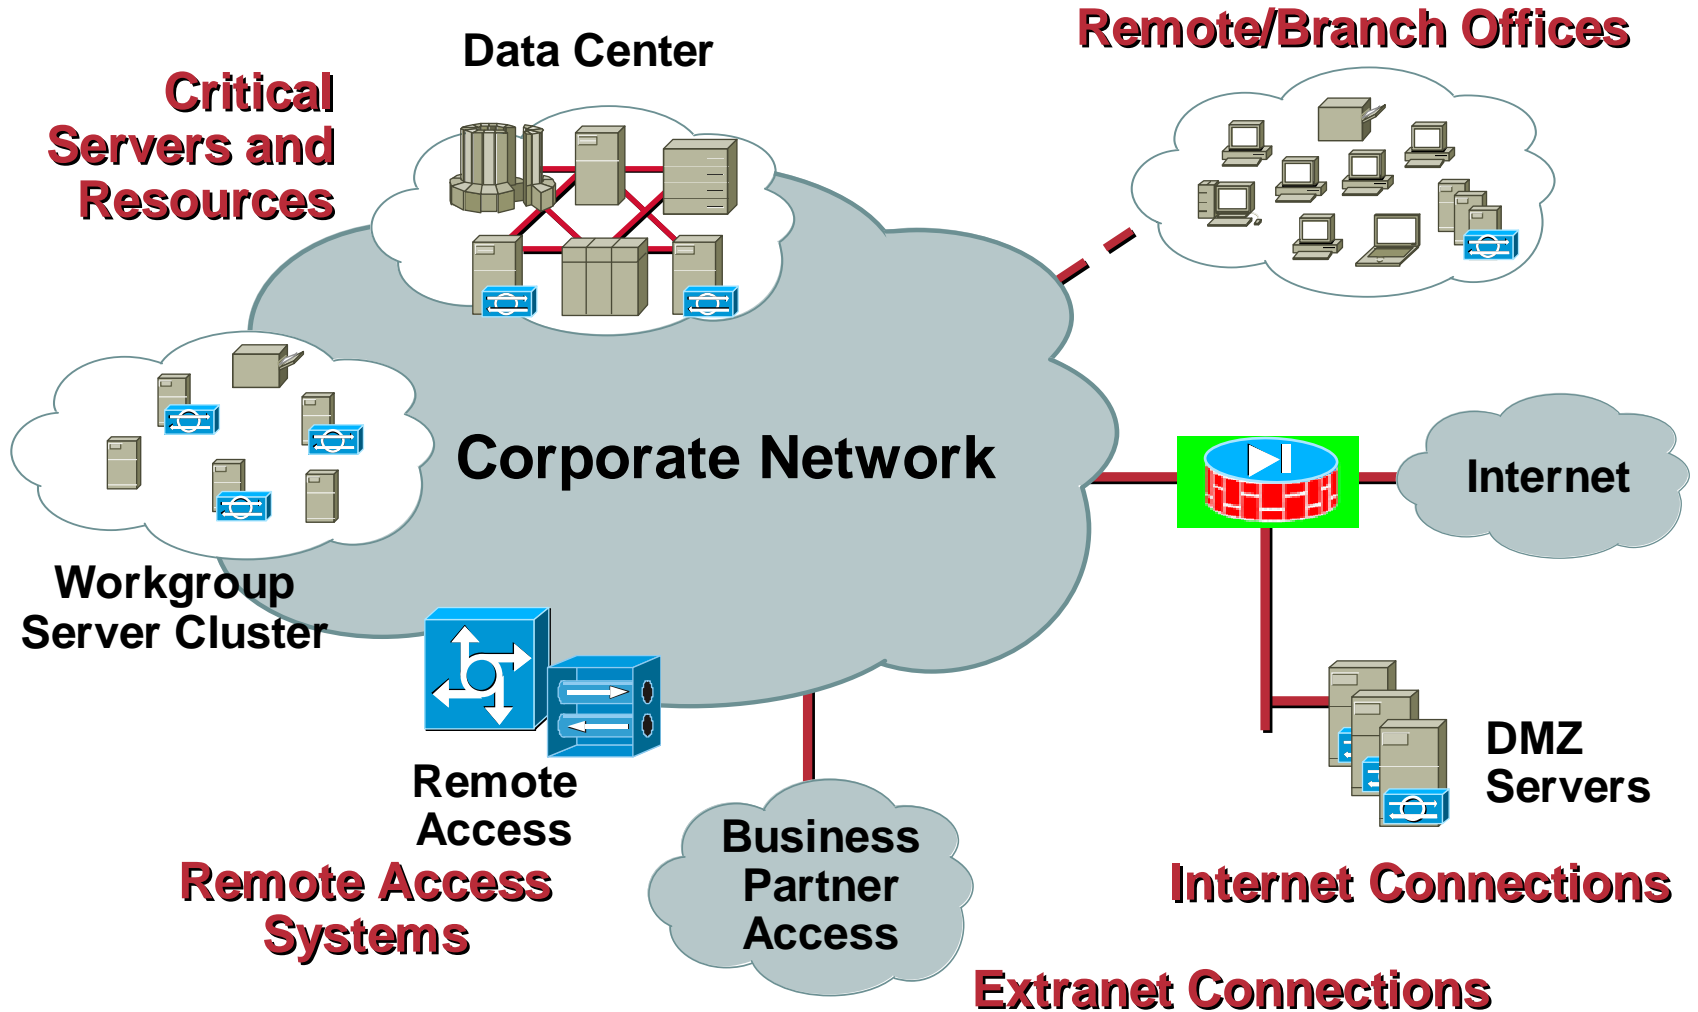 Remote/Branch Offices
Data Center
Critical
Servers and
Resources
Corporate Network
Internet
Workgroup
Server Cluster
DMZ
Servers
Remote
Access
Business
Partner
Access
Remote Access
Systems
Internet Connections
Extranet Connections